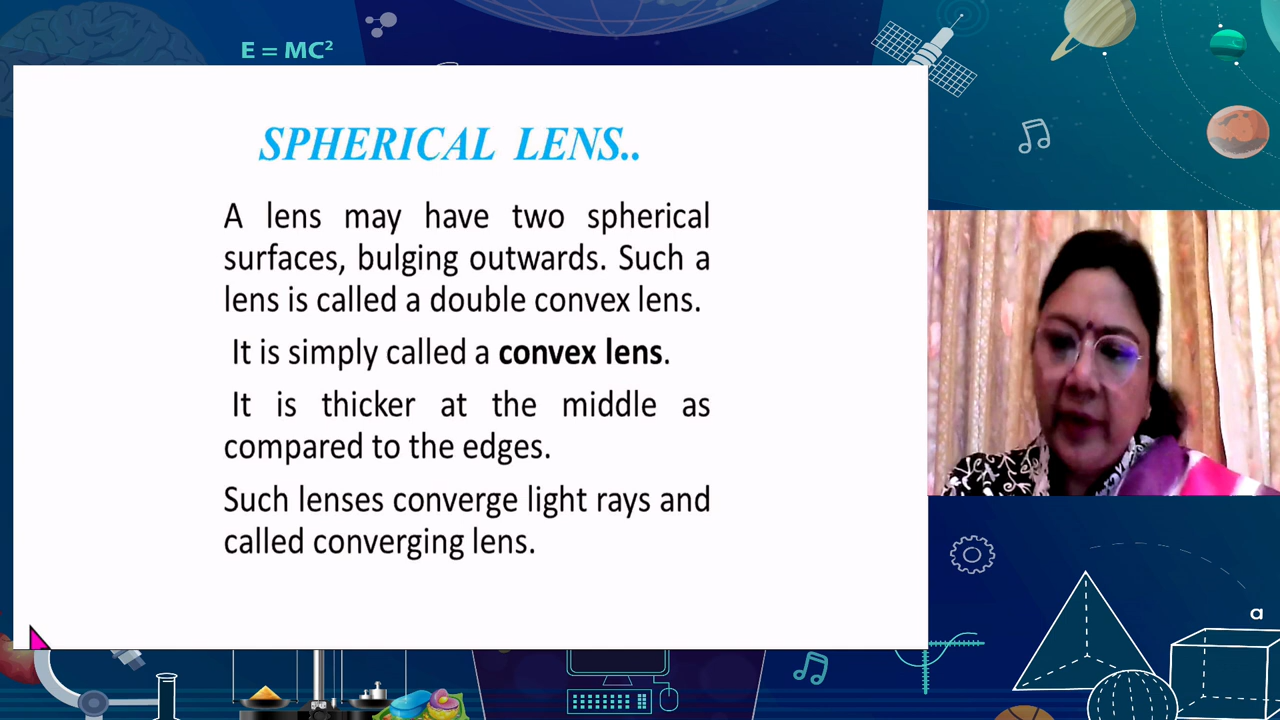 E = MC²
SPHERICAL LENS..
A lens may have two spherical
surfaces, bulging outwards. Such a
lens is called a double convex lens.
It is simply called a convex lens.
It is thicker at the middle as
compared to the edges.
Such lenses converge light rays and
called converging lens.
a